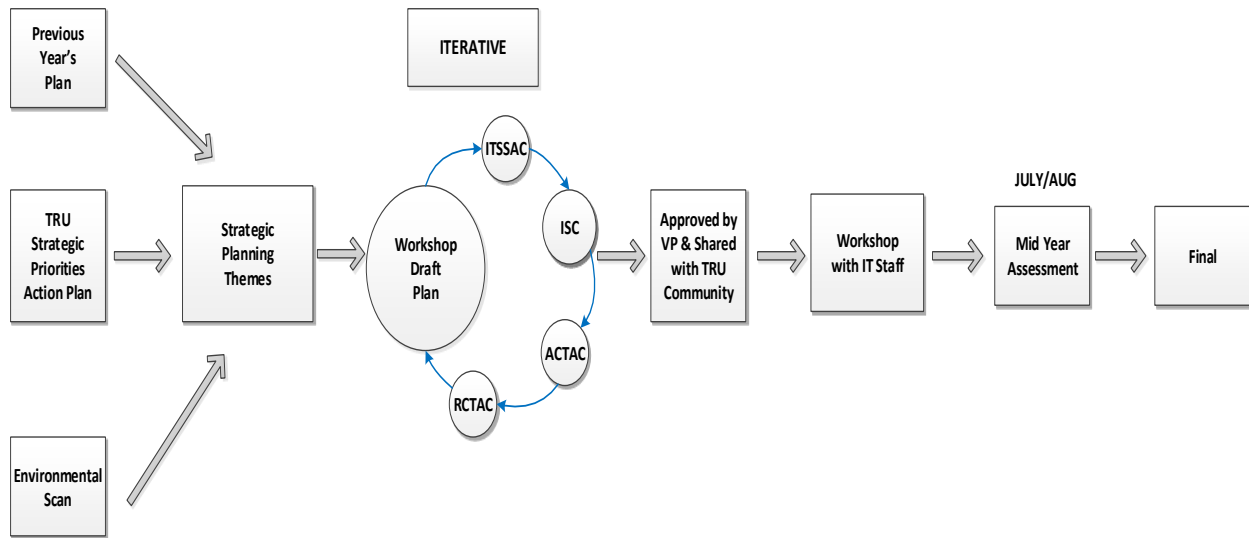 Previous
Year's
Plan
ITERATIVE
ITSSAC
TRU
Strategic
Priorities
Action Plan
Strategic
Planning
Themes
Workshop
Draft
Plan
ISC
Approved by
VP & Shared
with TRU
Community
Workshop
with IT Staff
JULY/AUG
Mid Year
Assessment
Final
ACTAC
RCTAC
Environmental
Scan